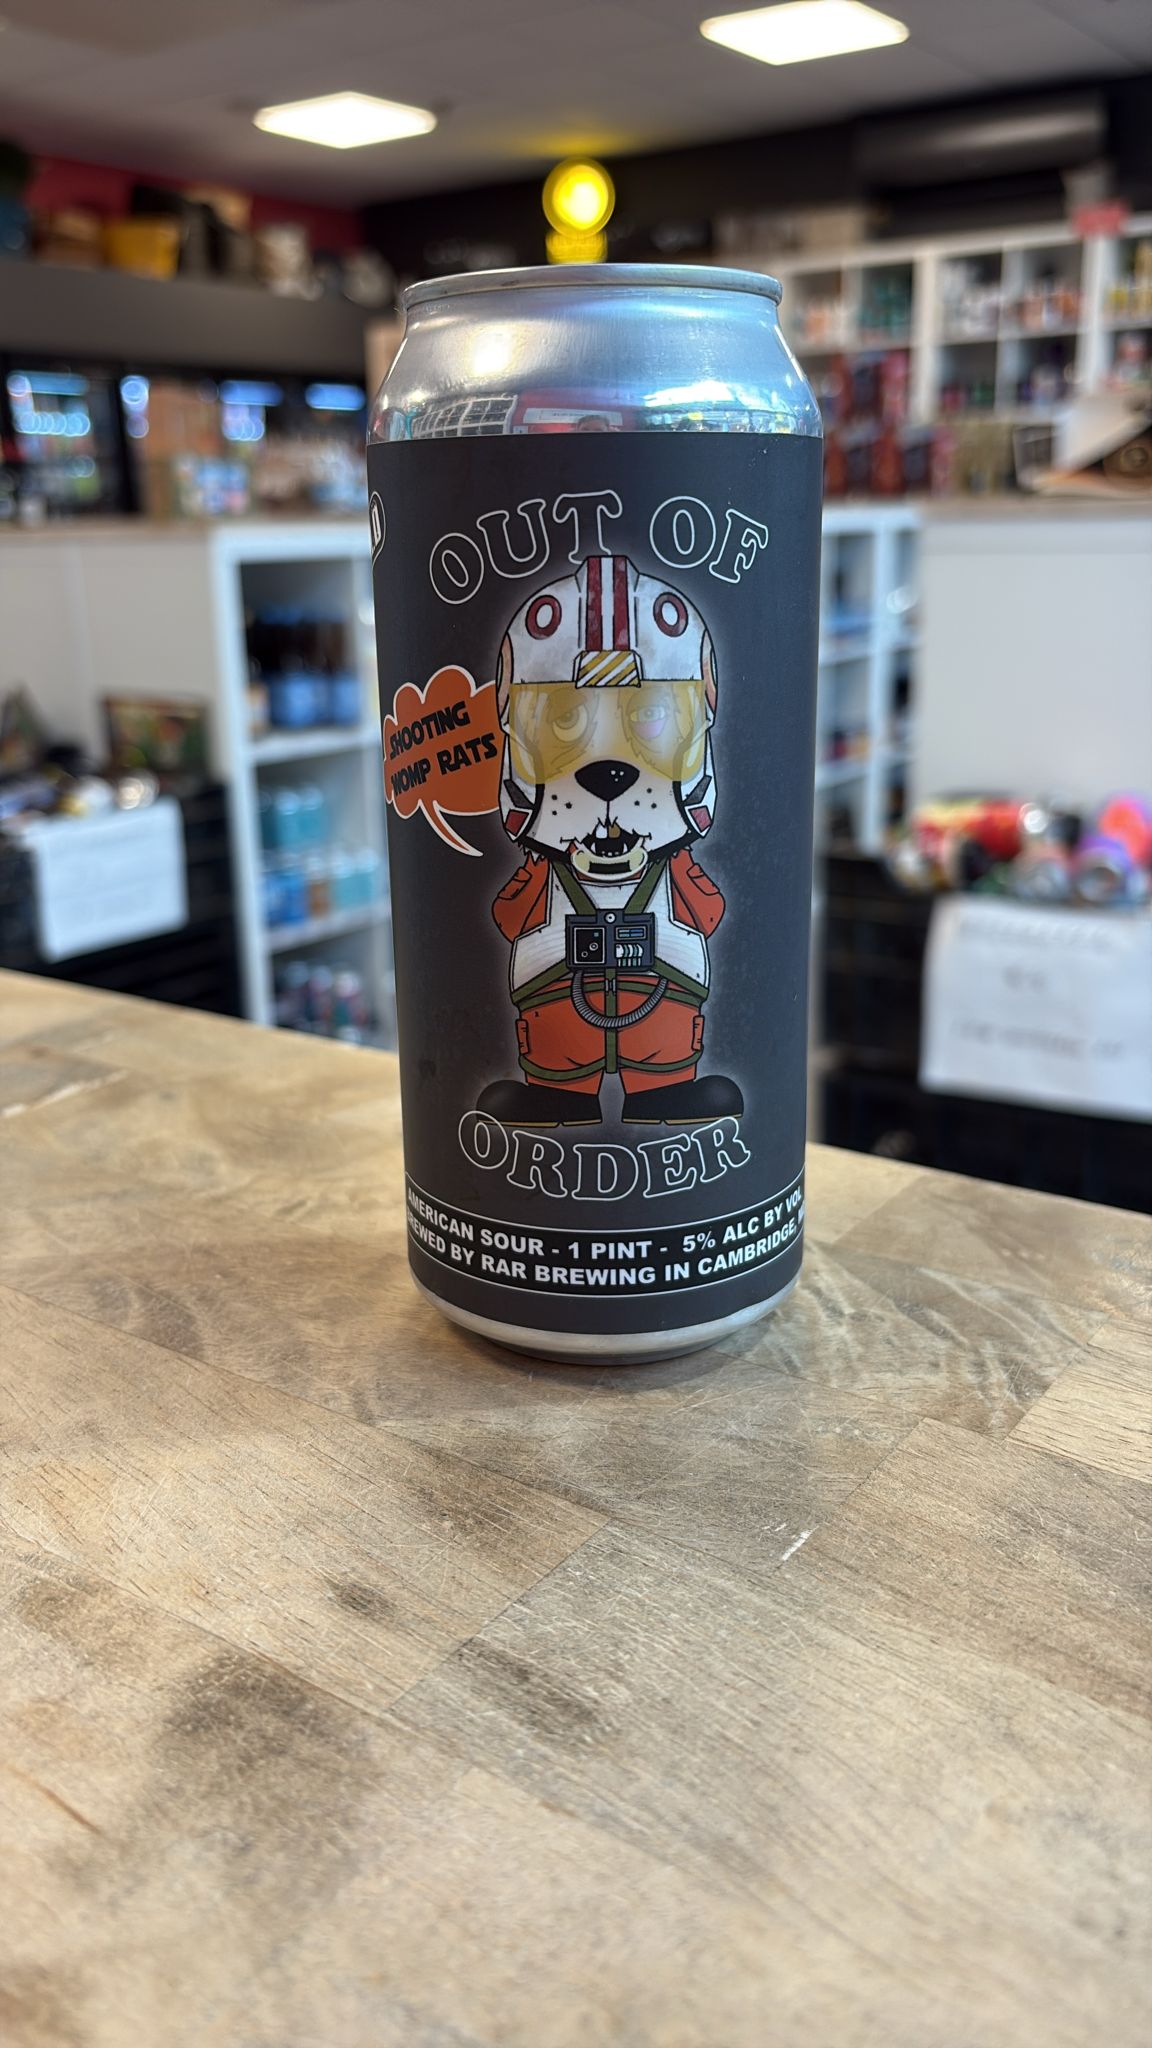 OUT OF
SHOOTING
WOMP RATS
ORDER
AMERICAN SOUR - 1 PINT - 5% ALC BY VOL
BREWED BY RAR BREWING IN CAMBRIDGE, MD